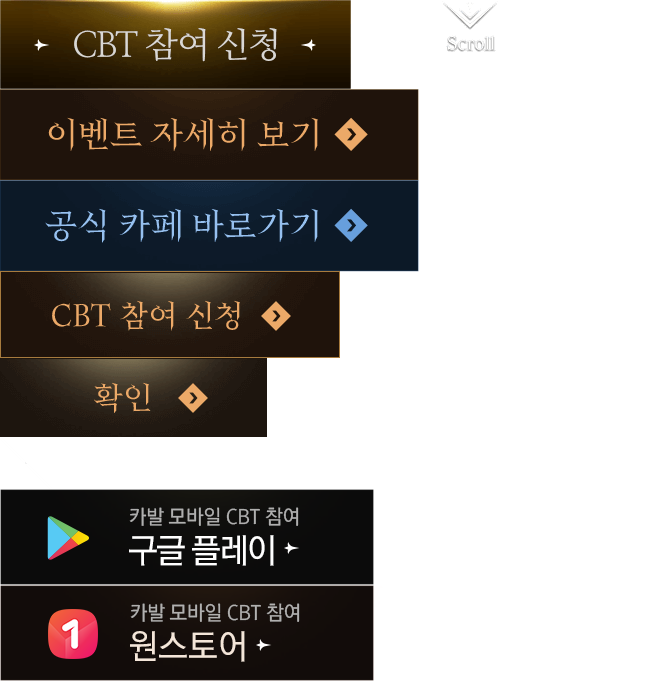 CBT 참여 신청
Scroll
이벤트 자세히 보기
공식 카페 바로가기
CBT 참여 신청
확인
카발 모바일 CBT 참여
구글 플레이
1
카발 모바일 CBT 참여
원스토어